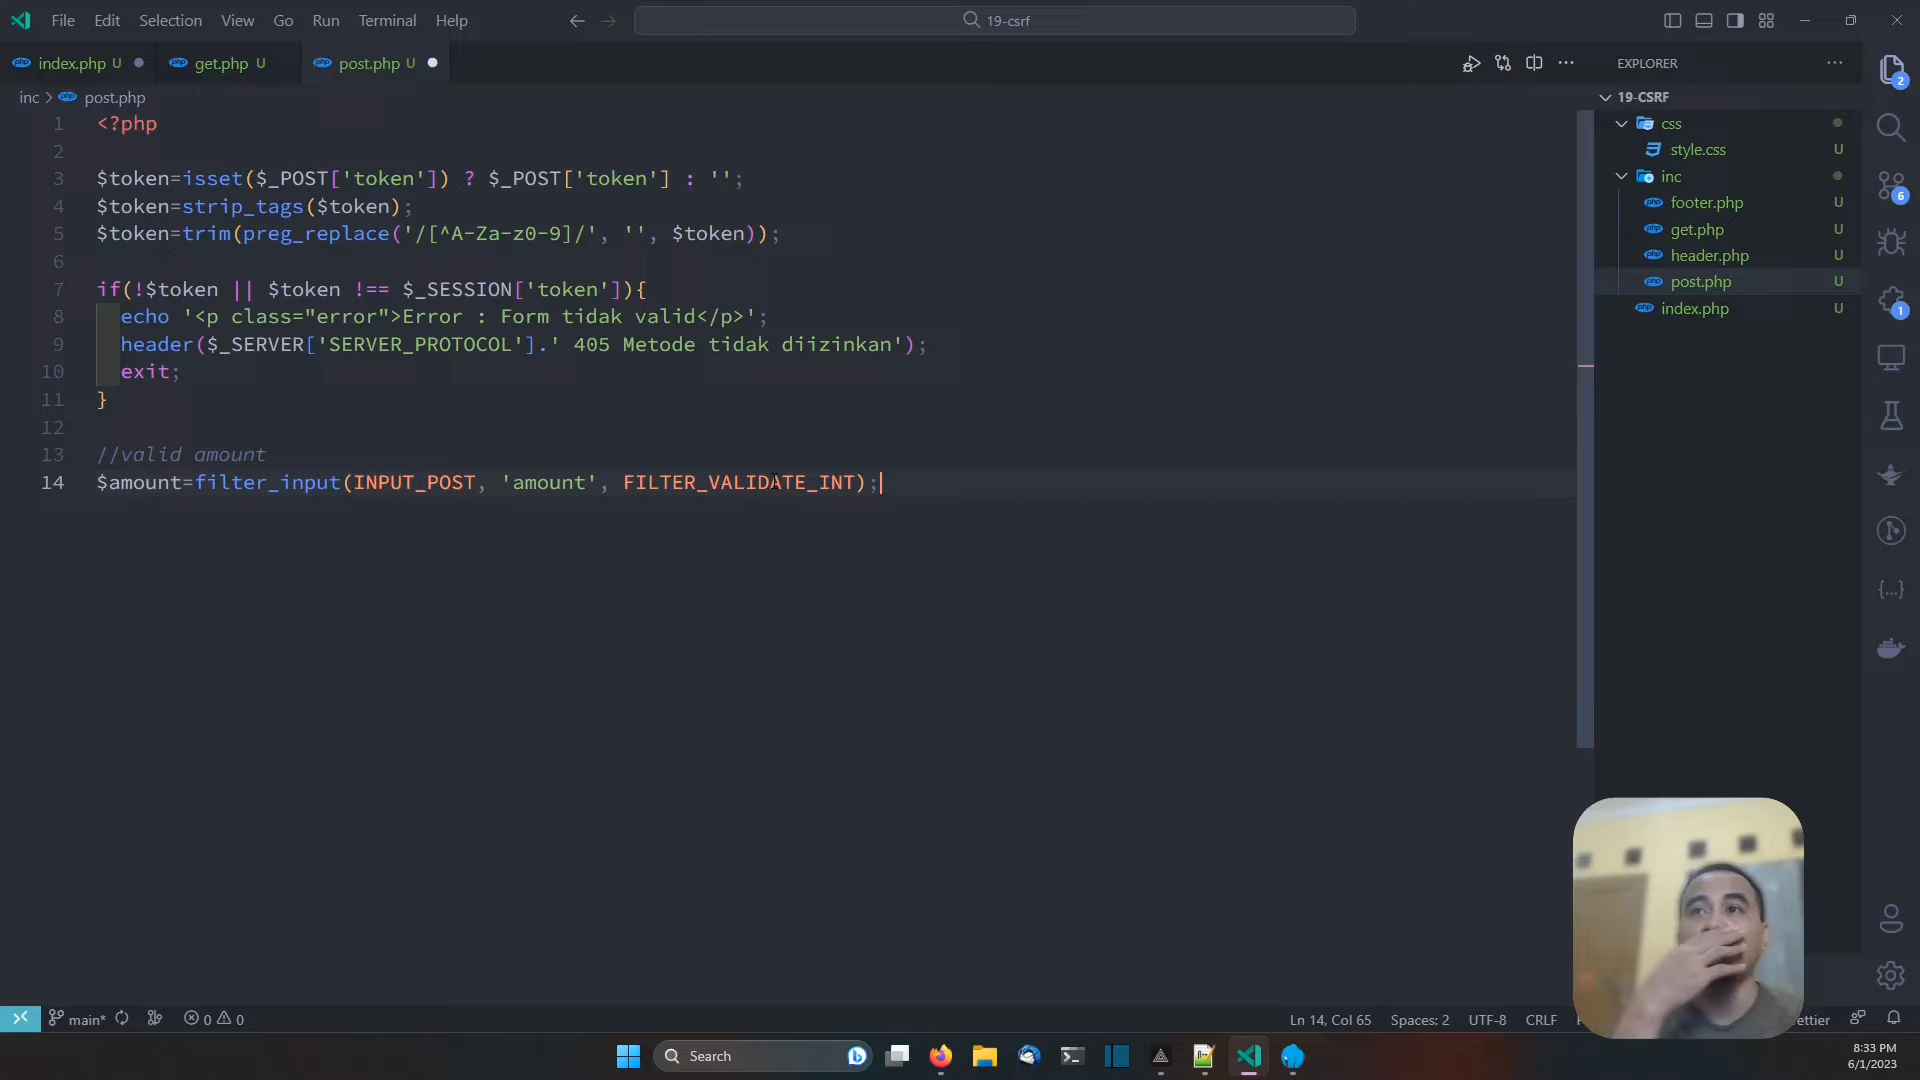 File Edit Selection View Go Run Terminal Help
19-csrf
index.php U
get.php U
post.php U
EXPLORER
inc > post.php
19-CSRF
1 <?php
2
3 $token=isset($_POST['token']) ? $_POST['token'] : '';
4 $token=strip_tags($token);
5 $token=trim(preg_replace('/[^A-Za-z0-9]/', '', $token));
6
7 if(!$token || $token !== $_SESSION['token']){
8 echo '<p class="error">Error : Form tidak valid</p>';
9 header($_SERVER['SERVER_PROTOCOL'].' 405 Metode tidak diizinkan');
10 exit;
11 }
12
13 //valid amount
14 $amount=filter_input(INPUT_POST, 'amount', FILTER_VALIDATE_INT);
css
style.css U
inc
footer.php U
get.php U
header.php U
post.php U
index.php U
2
6
1
main* 0 0
Ln 14, Col 65 Spaces: 2 UTF-8 CRLF
Search
8:33 PM
6/1/2023